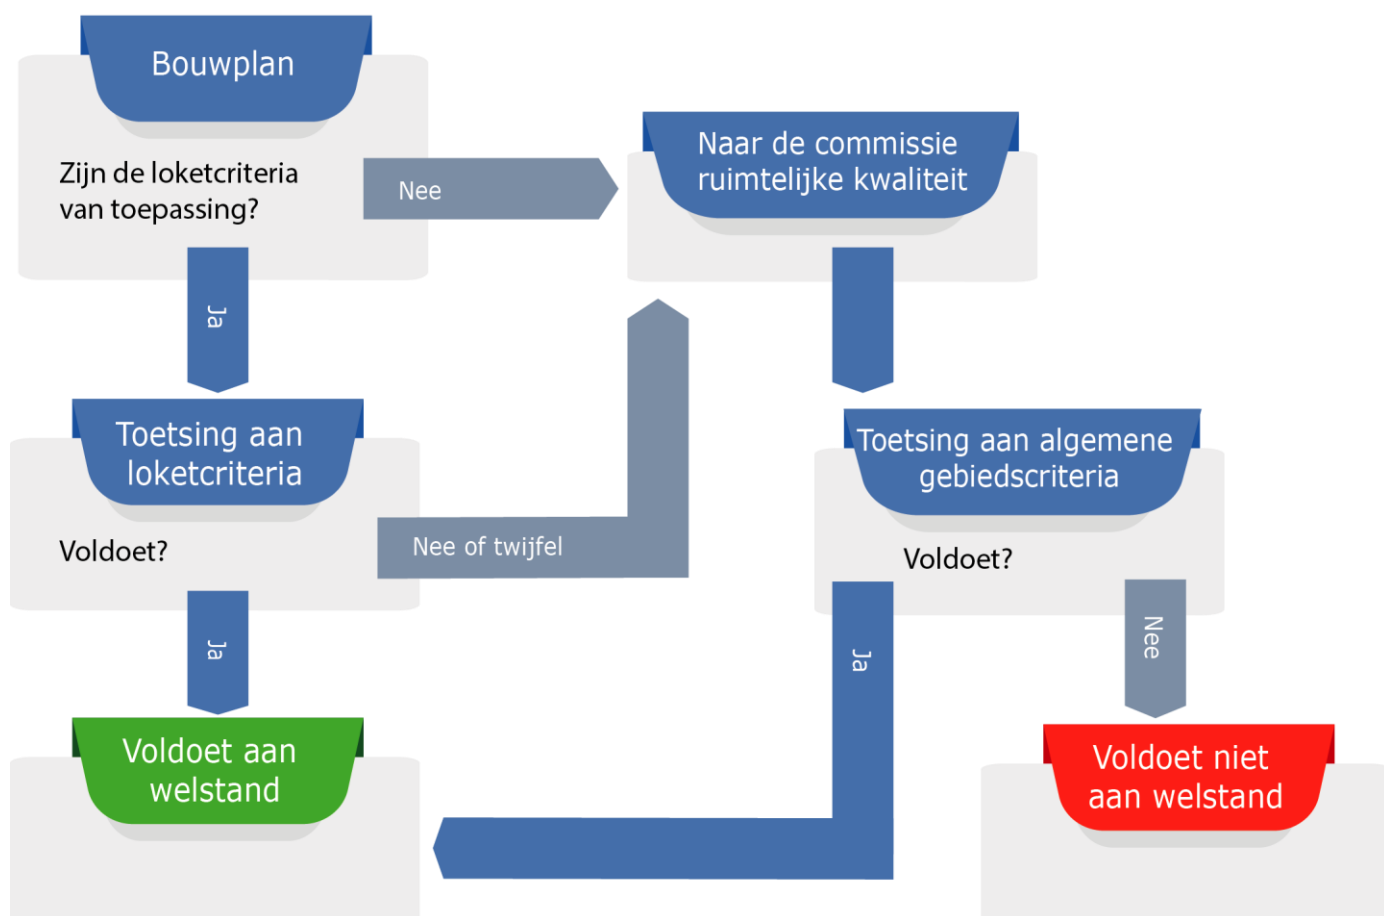 Bouwplan
Zijn de loketcriteria
van toepassing?
Nee
Naar de commissie
ruimtelijke kwaliteit
Ja
Toetsing aan
loketcriteria
Voldoet?
Nee of twijfel
Toetsing aan algemene
gebiedscriteria
Voldoet?
Ja
Ja
Nee
Voldoet aan
welstand
Voldoet niet
aan welstand